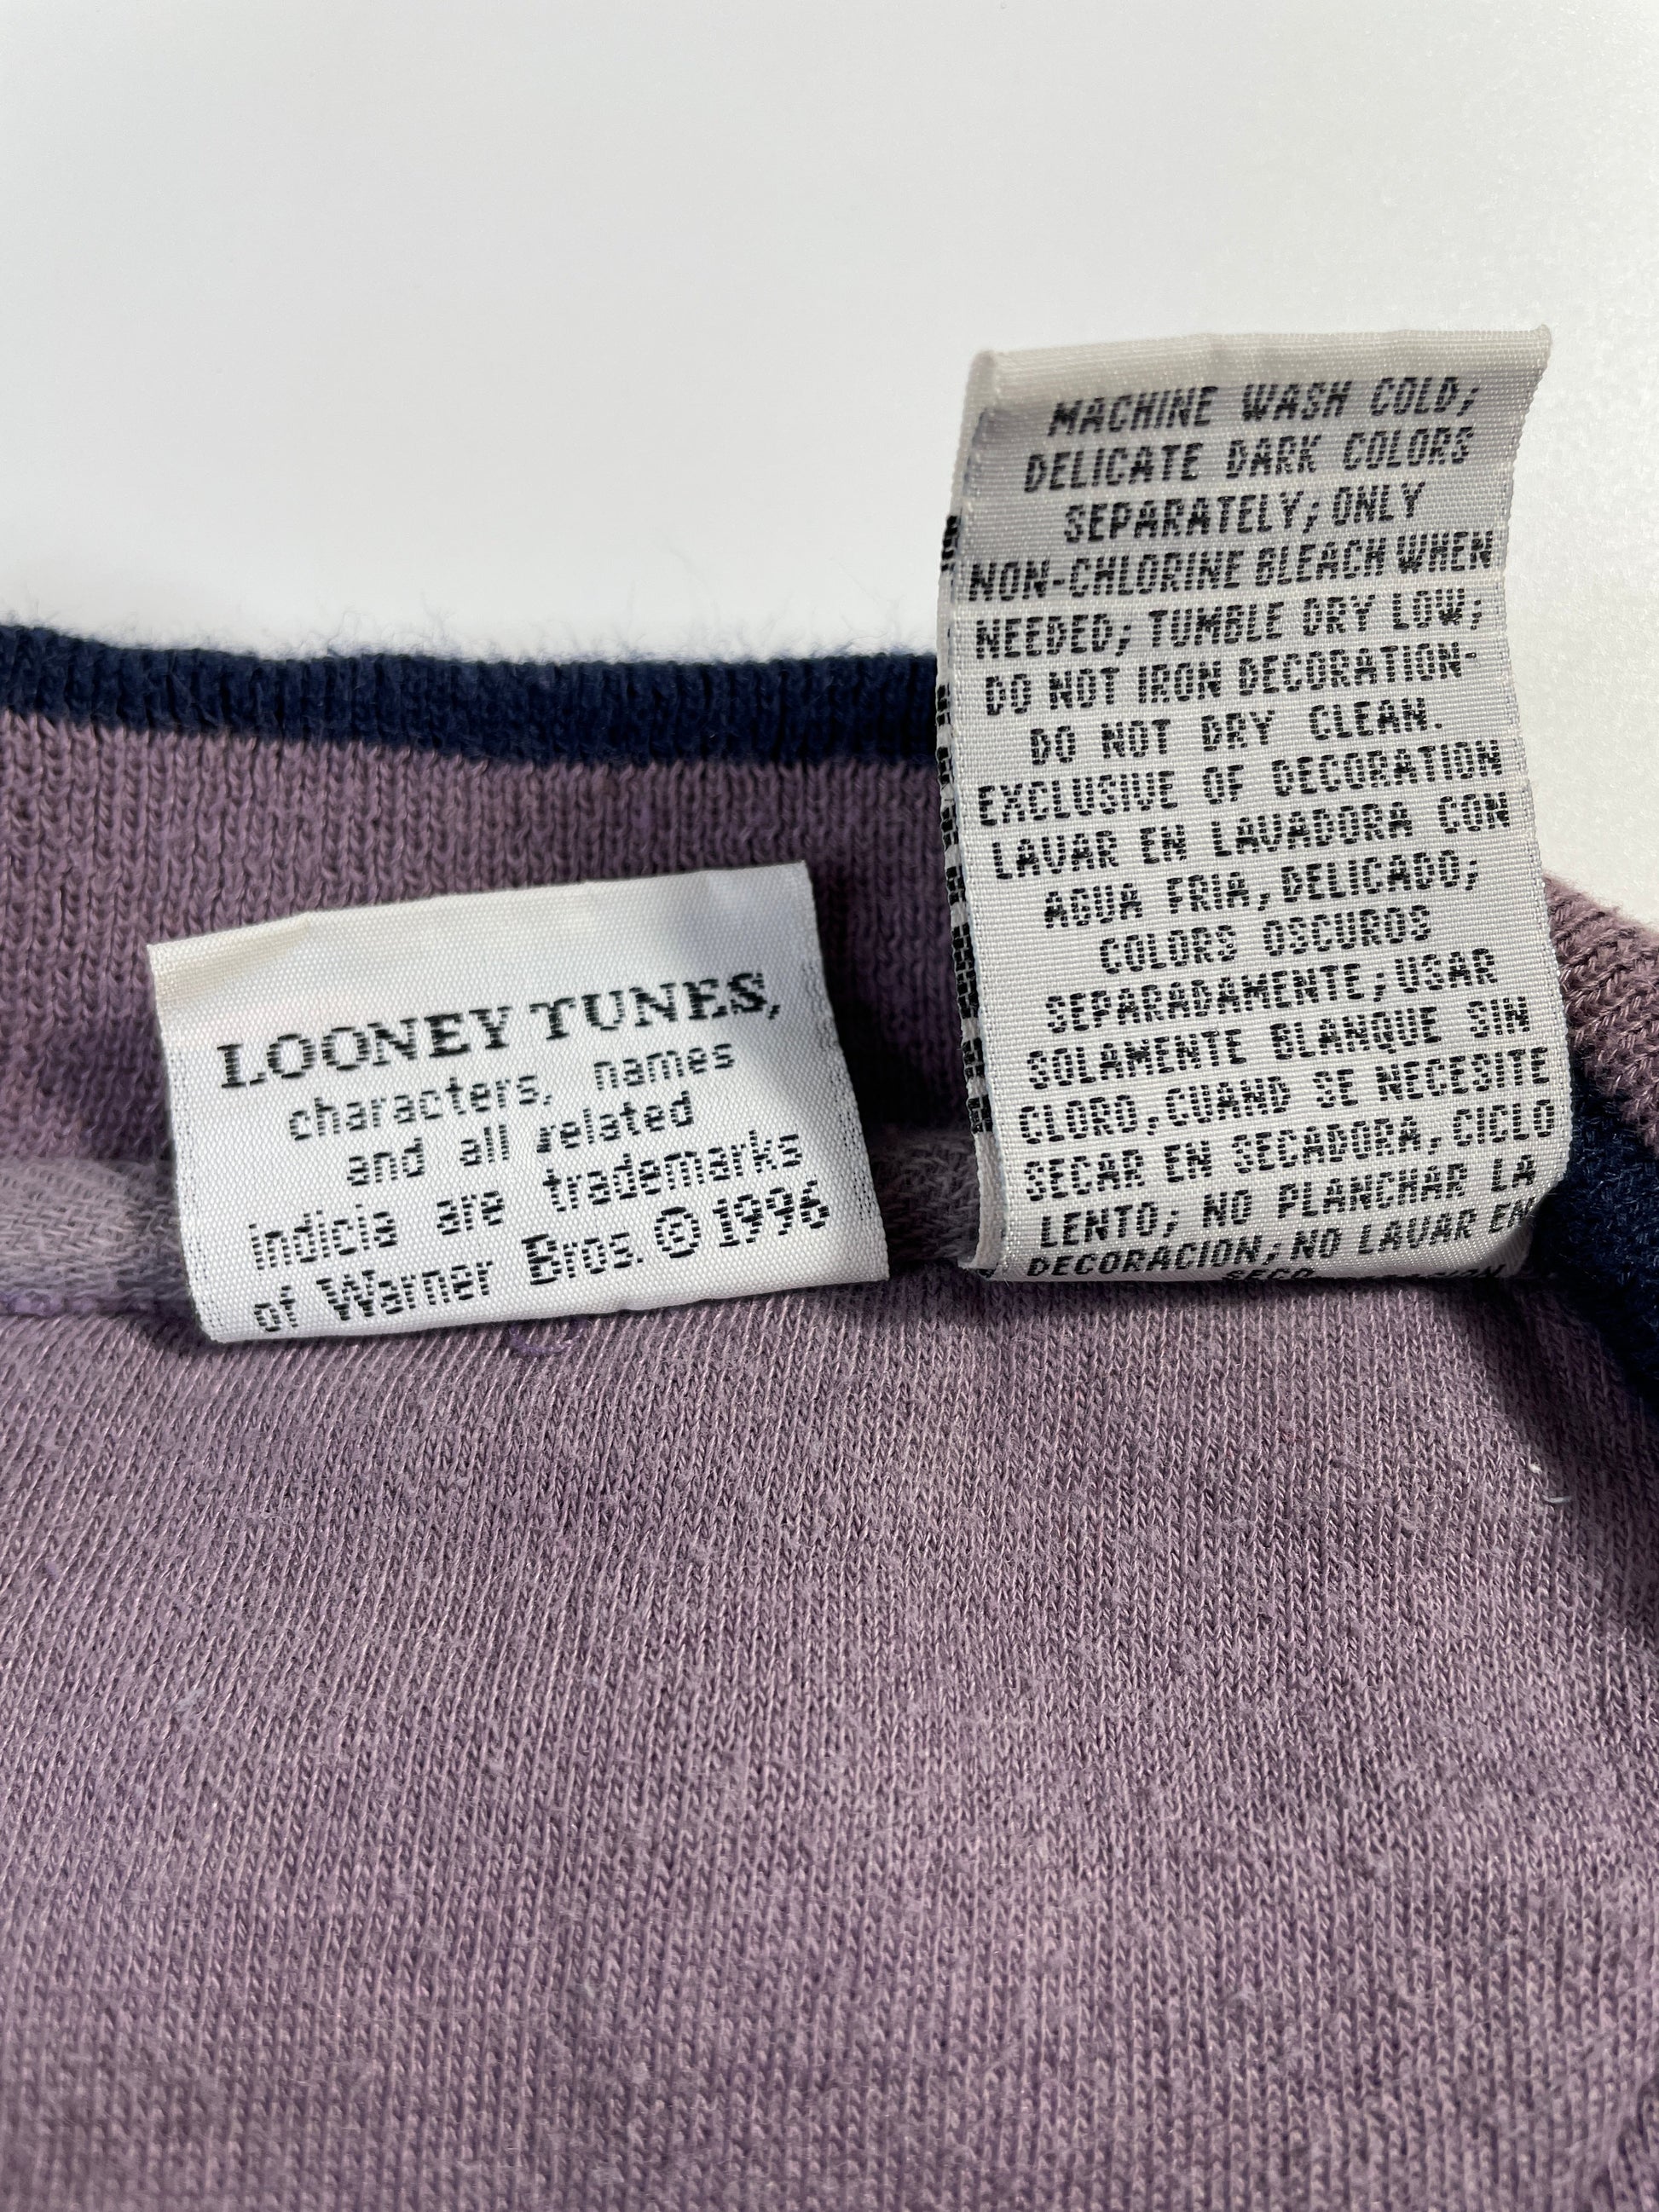 LOONEY TUNES,
characters, names
and all related
indicia are trademarks
of Warner Bros. © 1996
MACHINE WASH COLD;
DELICATE DARK COLORS
SEPARATELY; ONLY
NON-CHLORINE BLEACH WHEN
NEEDED; TUMBLE DRY LOW;
DO NOT IRON DECORATION-
DO NOT DRY CLEAN.
EXCLUSIVE OF DECORATION
LAVAR EN LAVADORA CON
AGUA FRIA, DELICADO;
COLORS OSCUROS
SEPARADAMENTE; USAR
SOLAMENTE BLANQUE SIN
CLORO, CUANDO SE NECESITE
SECAR EN SECADORA, CICLO
LENTO; NO PLANCHAR LA
DECORACION; NO LAVAR EN
SECO